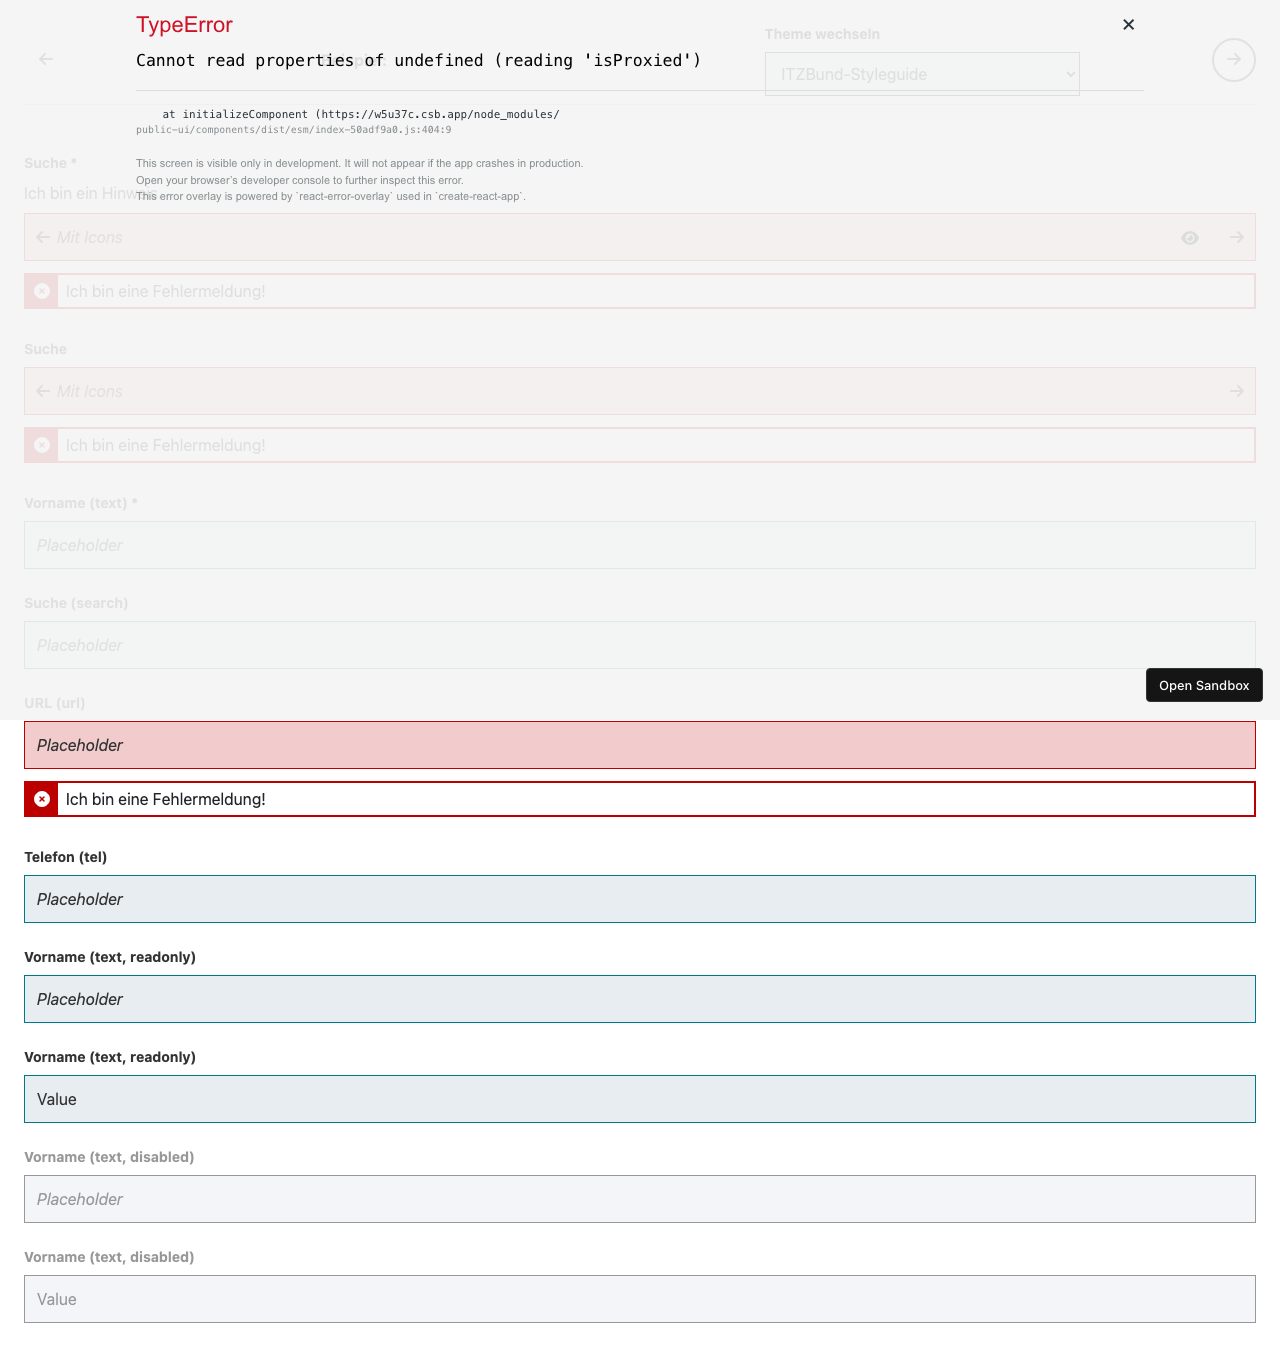 TypeError
Theme wechseln
Cannot read properties of undefined (reading 'isProxied')
ITZBund-Styleguide
at initializeComponent (https://w5u37c.csb.app/node_modules/
public-ui/components/dist/esm/index-50adf9a0.js:404:9
Suche *
This screen is visible only in development. It will not appear if the app crashes in production.
Open your browser's developer console to further inspect this error.
Ich bin ein Hinweis
This error overlay is powered by `react-error-overlay` used in `create-react-app`.
Mit Icons
Ich bin eine Fehlermeldung!
Suche
Mit Icons
Ich bin eine Fehlermeldung!
Vorname (text) *
Placeholder
Suche (search)
Placeholder
Open Sandbox
URL (url)
Placeholder
Ich bin eine Fehlermeldung!
Telefon (tel)
Placeholder
Vorname (text, readonly)
Placeholder
Vorname (text, readonly)
Value
Vorname (text, disabled)
Placeholder
Vorname (text, disabled)
Value